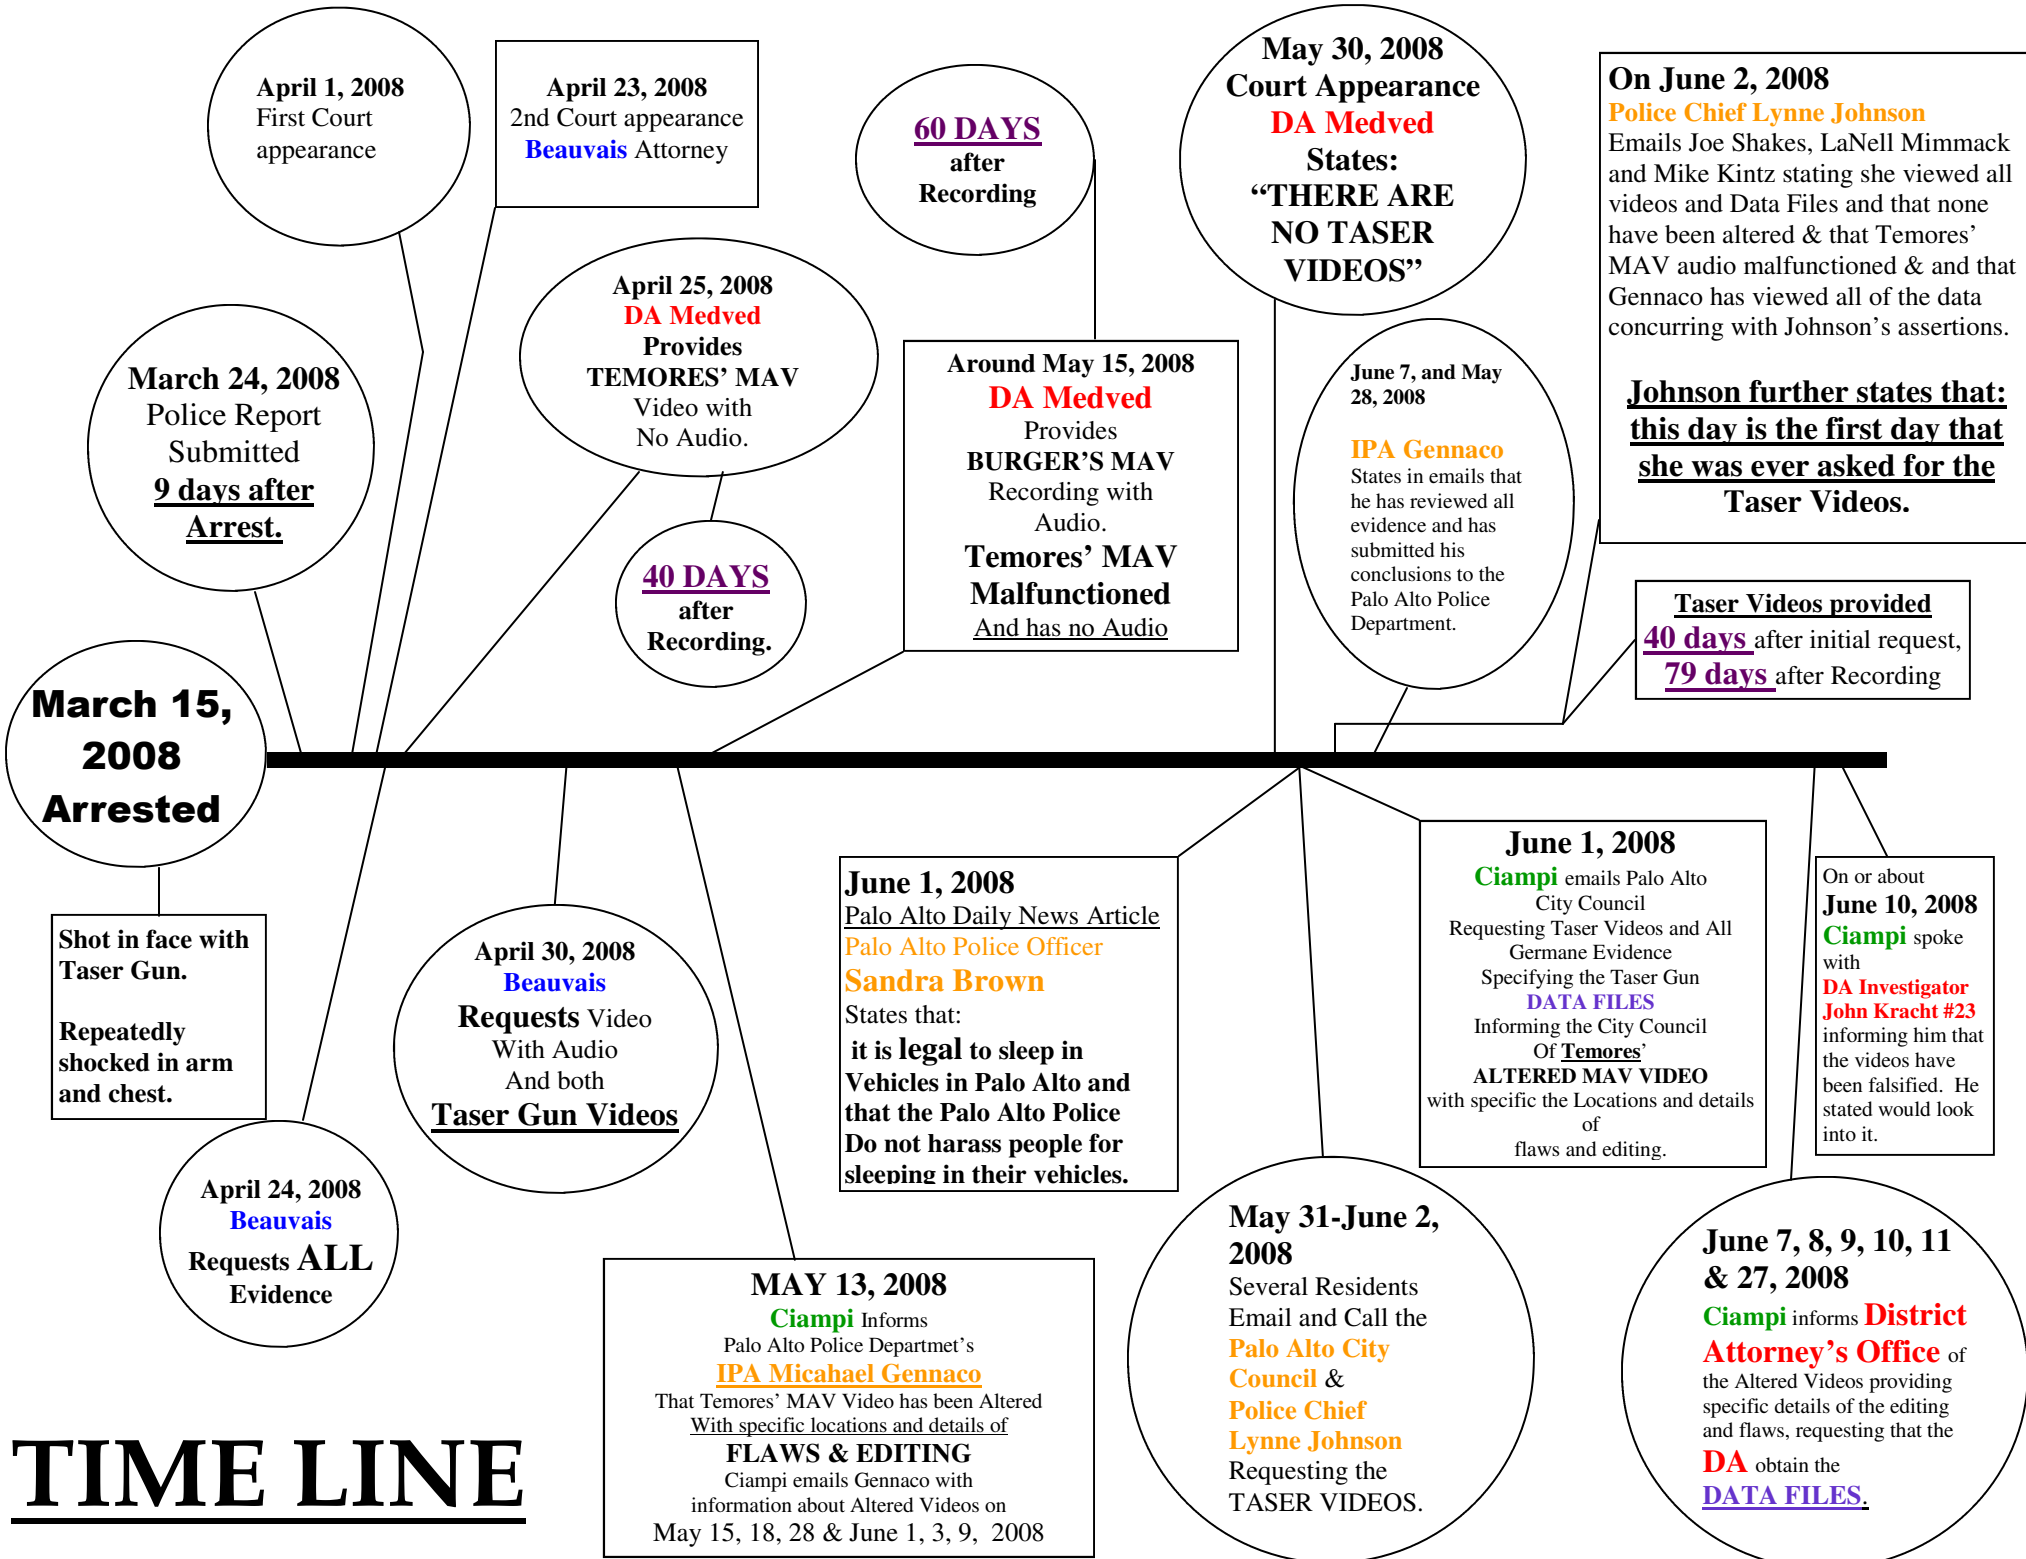 April 1, 2008
First Court
appearance
April 23, 2008
2nd Court appearance
Beauvais Attorney
60 DAYS
after
Recording
May 30, 2008
Court Appearance
DA Medved
States:
“THERE ARE
NO TASER
VIDEOS”
On June 2, 2008
Police Chief Lynne Johnson
Emails Joe Shakes, LaNell Mimmack
and Mike Kintz stating she viewed all
videos and Data Files and that none
have been altered & that Temores’
MAV audio malfunctioned & and that
Gennaco has viewed all of the data
concurring with Johnson’s assertions.
Johnson further states that:
this day is the first day that
she was ever asked for the
Taser Videos.
March 24, 2008
Police Report
Submitted
9 days after
Arrest.
April 25, 2008
DA Medved
Provides
TEMORES’ MAV
Video with
No Audio.
40 DAYS
after
Recording.
Around May 15, 2008
DA Medved
Provides
BURGER’S MAV
Recording with
Audio.
Temores’ MAV
Malfunctioned
And has no Audio
June 7, and May
28, 2008
IPA Gennaco
States in emails that
he has reviewed all
evidence and has
submitted his
conclusions to the
Palo Alto Police
Department.
Taser Videos provided
40 days after initial request,
79 days after Recording
March 15,
2008
Arrested
Shot in face with
Taser Gun.
Repeatedly
shocked in arm
and chest.
April 24, 2008
Beauvais
Requests ALL
Evidence
April 30, 2008
Beauvais
Requests Video
With Audio
And both
Taser Gun Videos
MAY 13, 2008
Ciampi Informs
Palo Alto Police Departmet’s
IPA Micahael Gennaco
That Temores’ MAV Video has been Altered
With specific locations and details of
FLAWS & EDITING
Ciampi emails Gennaco with
information about Altered Videos on
May 15, 18, 28 & June 1, 3, 9, 2008
June 1, 2008
Palo Alto Daily News Article
Palo Alto Police Officer
Sandra Brown
States that:
it is legal to sleep in
Vehicles in Palo Alto and
that the Palo Alto Police
Do not harass people for
sleeping in their vehicles.
May 31-June 2,
2008
Several Residents
Email and Call the
Palo Alto City
Council &
Police Chief
Lynne Johnson
Requesting the
TASER VIDEOS.
June 1, 2008
Ciampi emails Palo Alto
City Council
Requesting Taser Videos and All
Germane Evidence
Specifying the Taser Gun
DATA FILES
Informing the City Council
Of Temores’
ALTERED MAV VIDEO
with specific the Locations and details
of
flaws and editing.
On or about
June 10, 2008
Ciampi spoke
with
DA Investigator
John Kracht #23
informing him that
the videos have
been falsified. He
stated would look
into it.
June 7, 8, 9, 10, 11
& 27, 2008
Ciampi informs District
Attorney’s Office of
the Altered Videos providing
specific details of the editing
and flaws, requesting that the
DA obtain the
DATA FILES.
TIME LINE